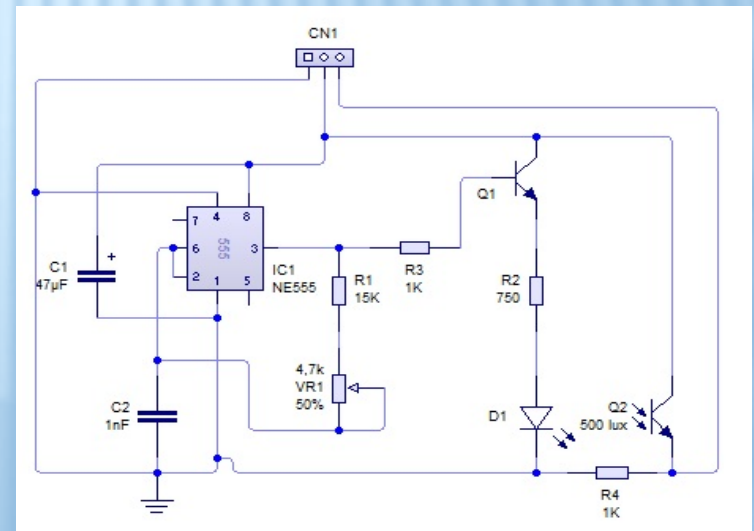 CN1
7
4
8
6
555
3
2
1
5
IC1
NE555
C1
+
47µF
R1
15K
R3
1K
Q1
R2
750
4,7k
VR1
50%
C2
1nF
D1
Q2
500 lux
R4
1K